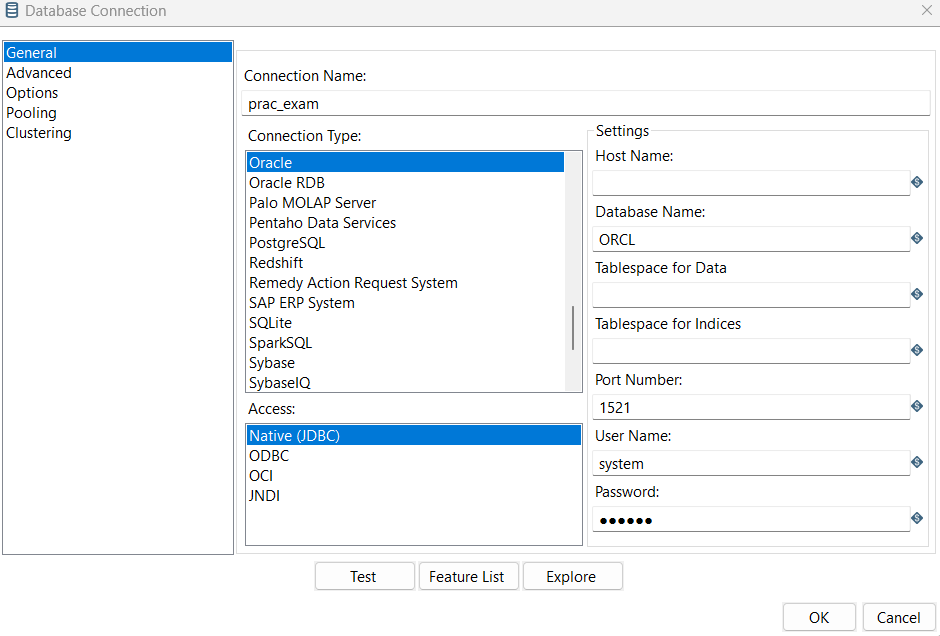 Database Connection
General
Advanced
Options
Pooling
Clustering
Connection Name:
prac_exam
Connection Type:
Oracle
Oracle RDB
Palo MOLAP Server
Pentaho Data Services
PostgreSQL
Redshift
Remedy Action Request System
SAP ERP System
SQLite
SparkSQL
Sybase
SybaseIQ
Access:
Native (JDBC)
ODBC
OCI
JNDI
Settings
Host Name:
Database Name:
ORCL
Tablespace for Data
Tablespace for Indices
Port Number:
1521
User Name:
system
Password:
●●●●●●
Test
Feature List
Explore
OK
Cancel